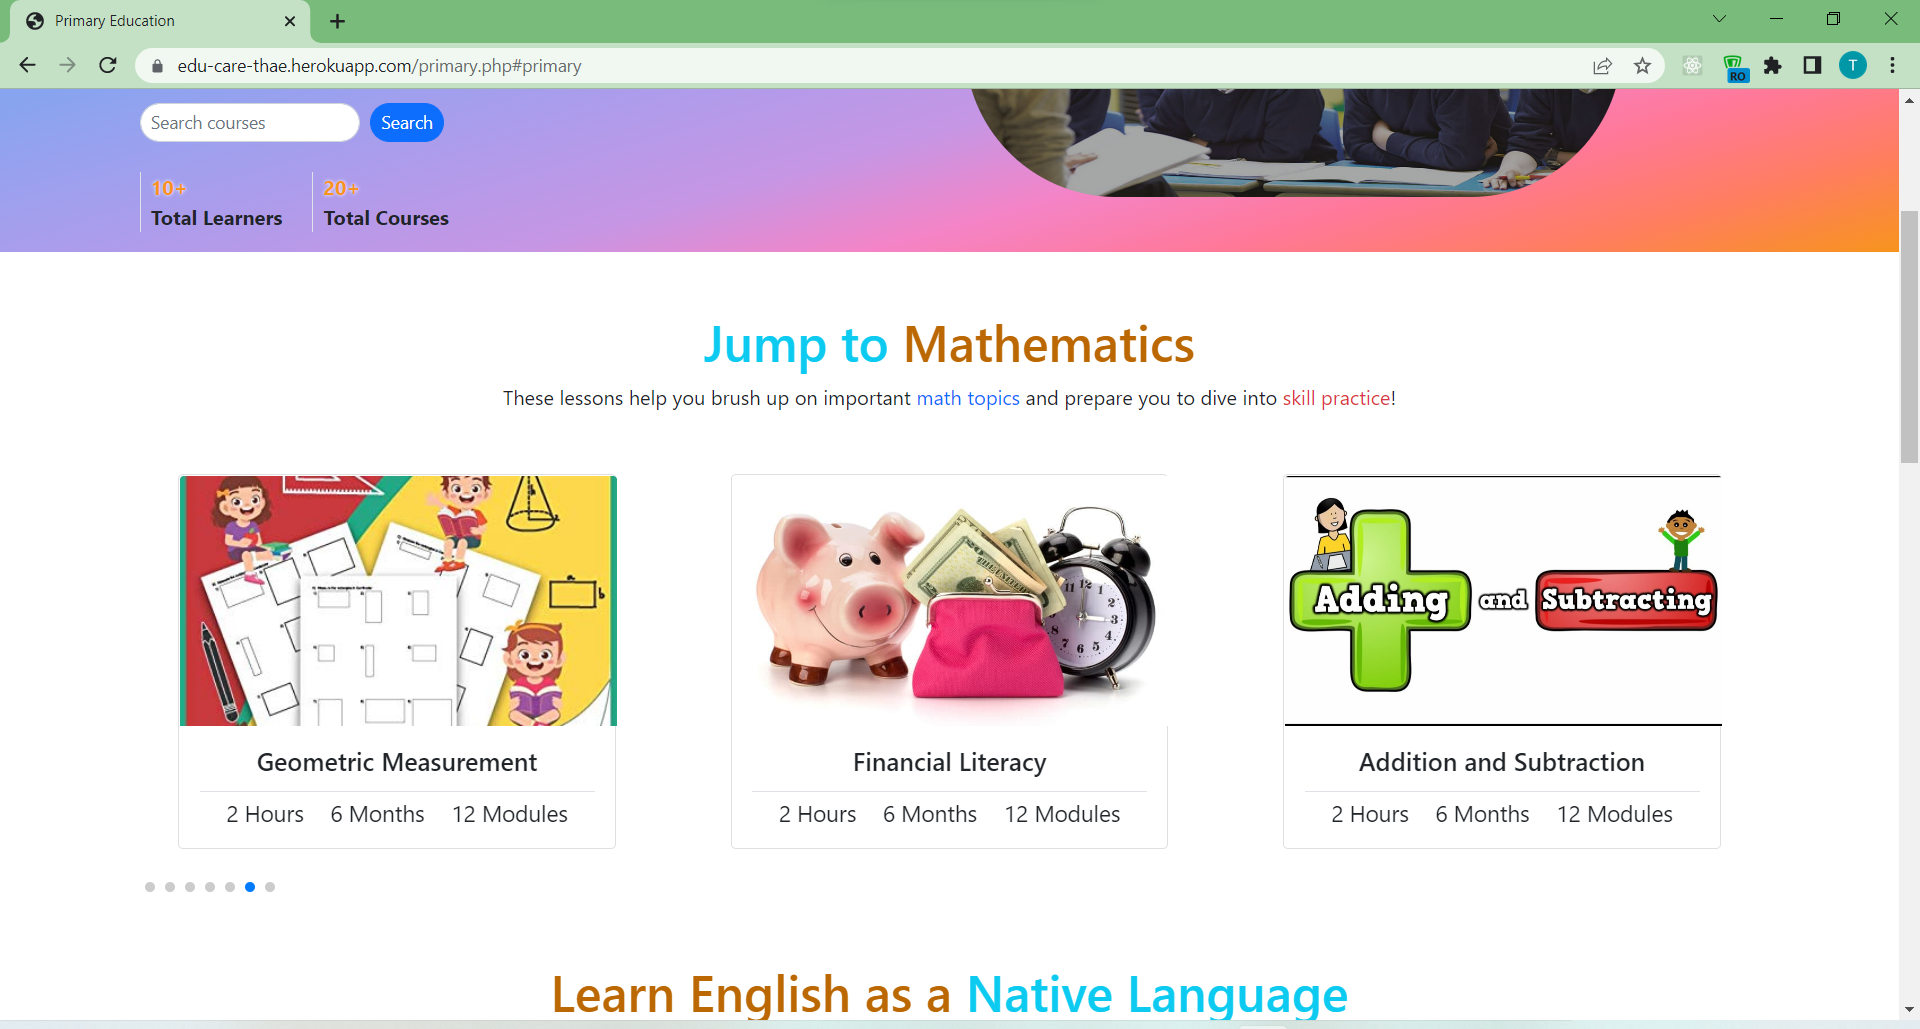 Primary Education
edu-care-thae.herokuapp.com/primary.php#primary
RO
T
Search courses
Search
10+
20+
Total Learners
Total Courses
Jump to Mathematics
These lessons help you brush up on important math topics and prepare you to dive into skill practice!
Adding and Subtracting
Geometric Measurement
2 Hours 6 Months 12 Modules
Financial Literacy
2 Hours 6 Months 12 Modules
Addition and Subtraction
2 Hours 6 Months 12 Modules
Learn English as a Native Language